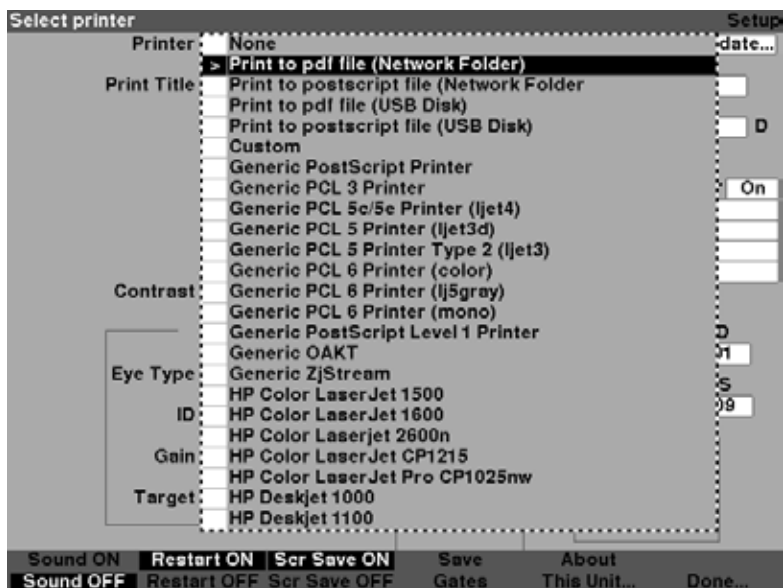 Select printer Setup
Printer None date...
> Print to pdf file (Network Folder)
Print Title Print to postscript file (Network Folder
Print to pdf file (USB Disk)
Print to postscript file (USB Disk) D
Custom
Generic PostScript Printer
Generic PCL 3 Printer On
Generic PCL 5c/5e Printer (ljet4)
Generic PCL 5 Printer (ljet3d)
Generic PCL 5 Printer Type 2 (ljet3)
Generic PCL 6 Printer (color)
Contrast Generic PCL 6 Printer (lj5gray)
Generic PCL 6 Printer (mono)
Generic PostScript Level 1 Printer
Generic OAKT
Eye Type Generic ZjStream
HP Color LaserJet 1500 S
ID HP Color LaserJet 1600
HP Color Laserjet 2600n
Gain HP Color LaserJet CP1215
HP Color LaserJet Pro CP1025nw
Target HP Deskjet 1000
HP Deskjet 1100
Sound ON Restart ON Scr Save ON Save About
Sound OFF Restart OFF Scr Save OFF Gates This Unit... Done...